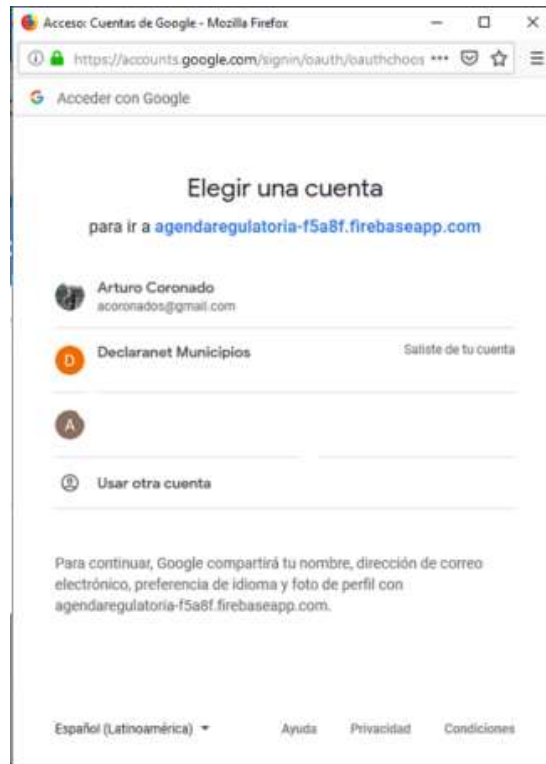 Acceso: Cuentas de Google - Mozilla Firefox
https://accounts.google.com/signin/oauth/oauthchoos
G Acceder con Google
Elegir una cuenta
para ir a agendaregulatoria-f5a8f.firebaseapp.com
Arturo Coronado
acoronados@gmail.com
D Declaranet Municipios Saliste de tu cuenta
A
Usar otra cuenta
Para continuar, Google compartirá tu nombre, dirección de correo
electrónico, preferencia de idioma y foto de perfil con
agendaregulatoria-f5a8f.firebaseapp.com.
Español (Latinoamérica) Ayuda Privacidad Condiciones